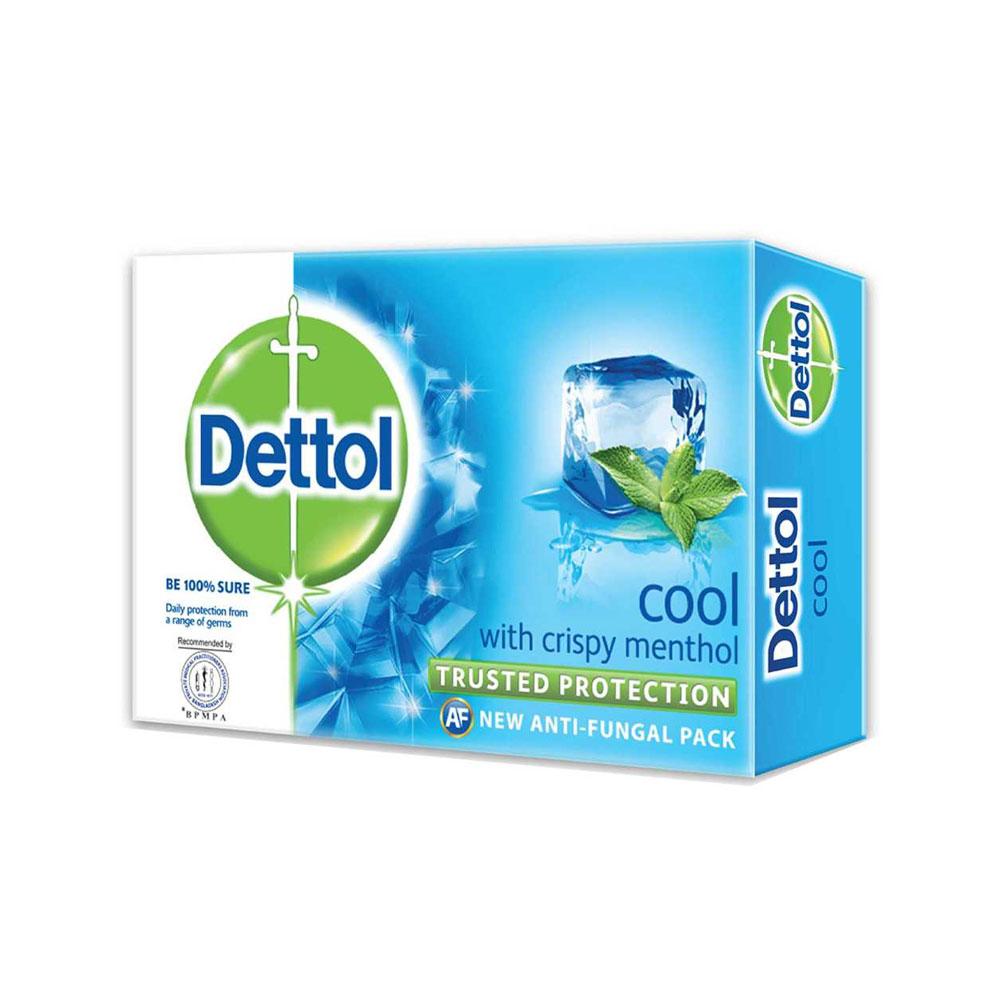 Dettol
BE 100% SURE
Daily protection from
a range of germs
Recommended by
*BPMPA
cool
with crispy menthol
TRUSTED PROTECTION
AF NEW ANTI-FUNGAL PACK
Dettol
Dettol
cool